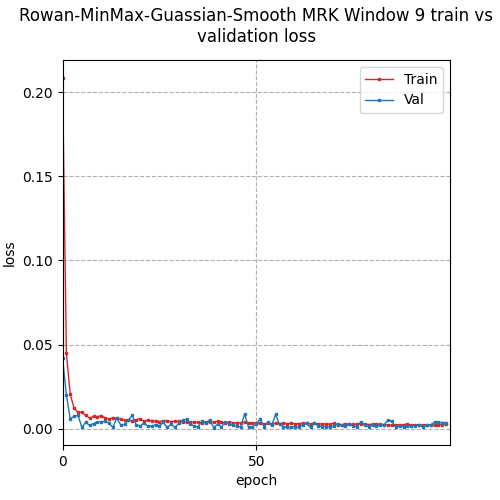 Rowan-MinMax-Guassian-Smooth MRK Window 9 train vs
validation loss
Train
Val
0.20
0.15
0.10
0.05
0.00
loss
0
50
epoch